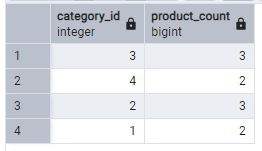 category_id product_count
integer bigint
1 3 3
2 4 2
3 2 3
4 1 2